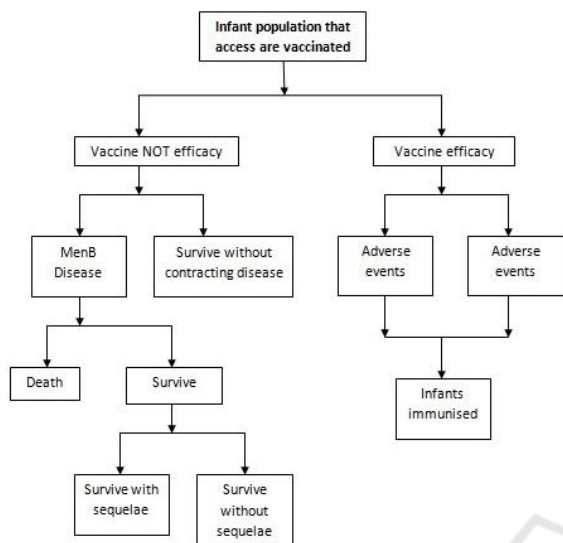 Infant population that
access are vaccinated
Vaccine NOT efficacy
Vaccine efficacy
MenB
Disease
Survive without
contracting disease
Adverse
events
Adverse
events
Death
Survive
Infants
immunised
Survive with
sequelae
Survive
without
sequelae